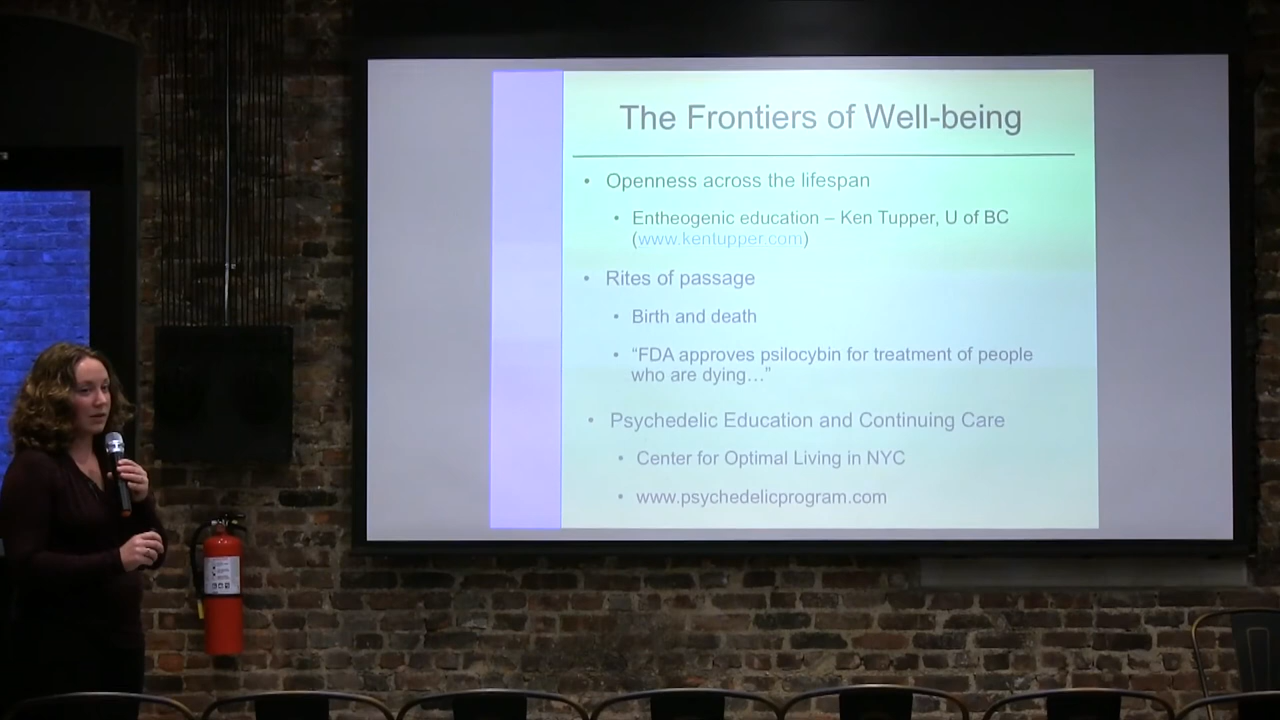 The Frontiers of Well-being
• Openness across the lifespan
• Entheogenic education – Ken Tupper, U of BC
(www.kentupper.com)
• Rites of passage
• Birth and death
• “FDA approves psilocybin for treatment of people
who are dying…”
• Psychedelic Education and Continuing Care
• Center for Optimal Living in NYC
• www.psychedelicprogram.com